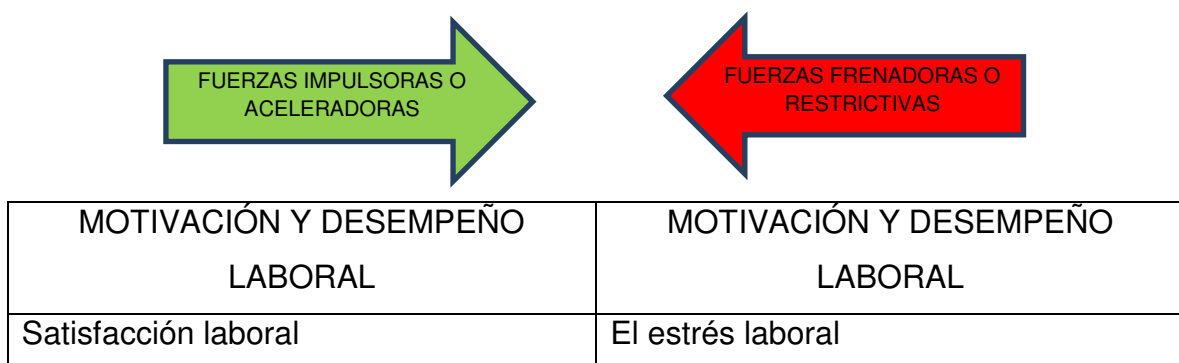 FUERZAS IMPULSORAS O
ACELERADORAS
FUERZAS FRENADORAS O
RESTRICTIVAS
MOTIVACIÓN Y DESEMPEÑO
LABORAL
MOTIVACIÓN Y DESEMPEÑO
LABORAL
Satisfacción laboral
El estrés laboral